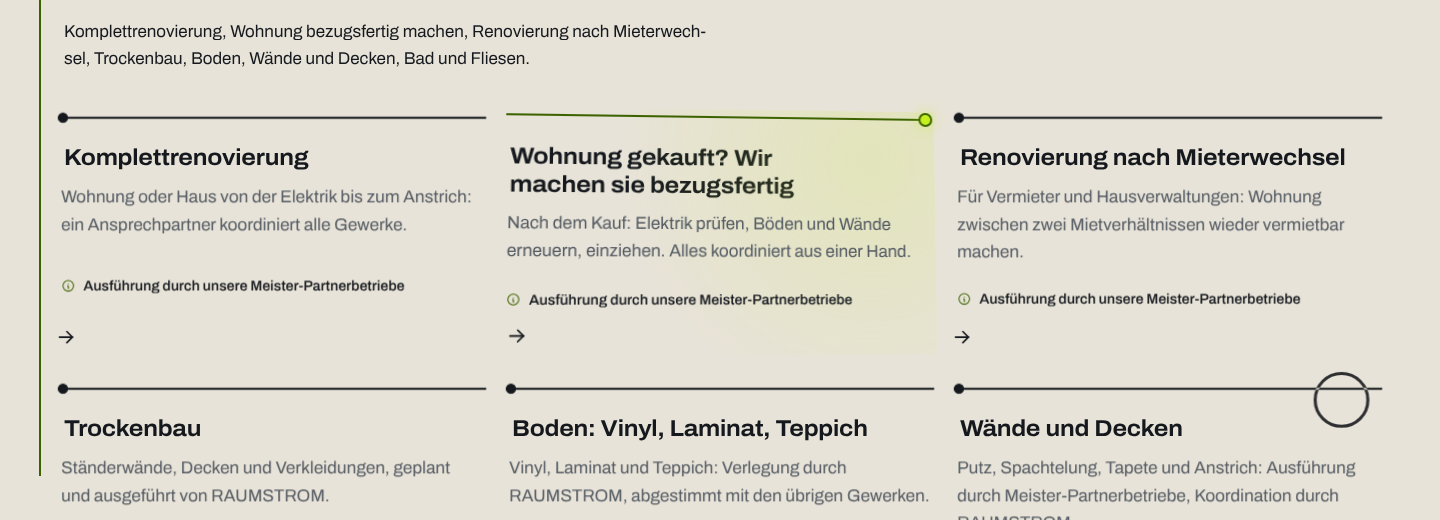 Komplettrenovierung, Wohnung bezugsfertig machen, Renovierung nach Mieterwech-
sel, Trockenbau, Boden, Wände und Decken, Bad und Fliesen.
Komplettrenovierung
Wohnung oder Haus von der Elektrik bis zum Anstrich:
ein Ansprechpartner koordiniert alle Gewerke.
Ausführung durch unsere Meister-Partnerbetriebe
Wohnung gekauft? Wir
machen sie bezugsfertig
Nach dem Kauf: Elektrik prüfen, Böden und Wände
erneuern, einziehen. Alles koordiniert aus einer Hand.
Ausführung durch unsere Meister-Partnerbetriebe
Renovierung nach Mieterwechsel
Für Vermieter und Hausverwaltungen: Wohnung
zwischen zwei Mietverhältnissen wieder vermietbar
machen.
Ausführung durch unsere Meister-Partnerbetriebe
Trockenbau
Ständerwände, Decken und Verkleidungen, geplant
und ausgeführt von RAUMSTROM.
Boden: Vinyl, Laminat, Teppich
Vinyl, Laminat und Teppich: Verlegung durch
RAUMSTROM, abgestimmt mit den übrigen Gewerken.
Wände und Decken
Putz, Spachtelung, Tapete und Anstrich: Ausführung
durch Meister-Partnerbetriebe, Koordination durch
RAUMSTROM.